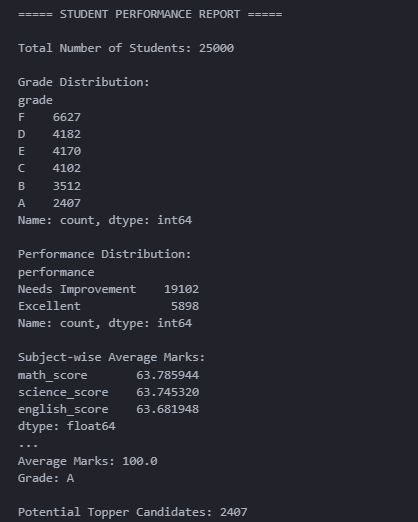 ===== STUDENT PERFORMANCE REPORT =====
Total Number of Students: 25000
Grade Distribution:
grade
F    6627
D    4182
E    4170
C    4102
B    3512
A    2407
Name: count, dtype: int64
Performance Distribution:
performance
Needs Improvement    19102
Excellent             5898
Name: count, dtype: int64
Subject-wise Average Marks:
math_score       63.785944
science_score    63.745320
english_score    63.681948
dtype: float64
...
Average Marks: 100.0
Grade: A
Potential Topper Candidates: 2407